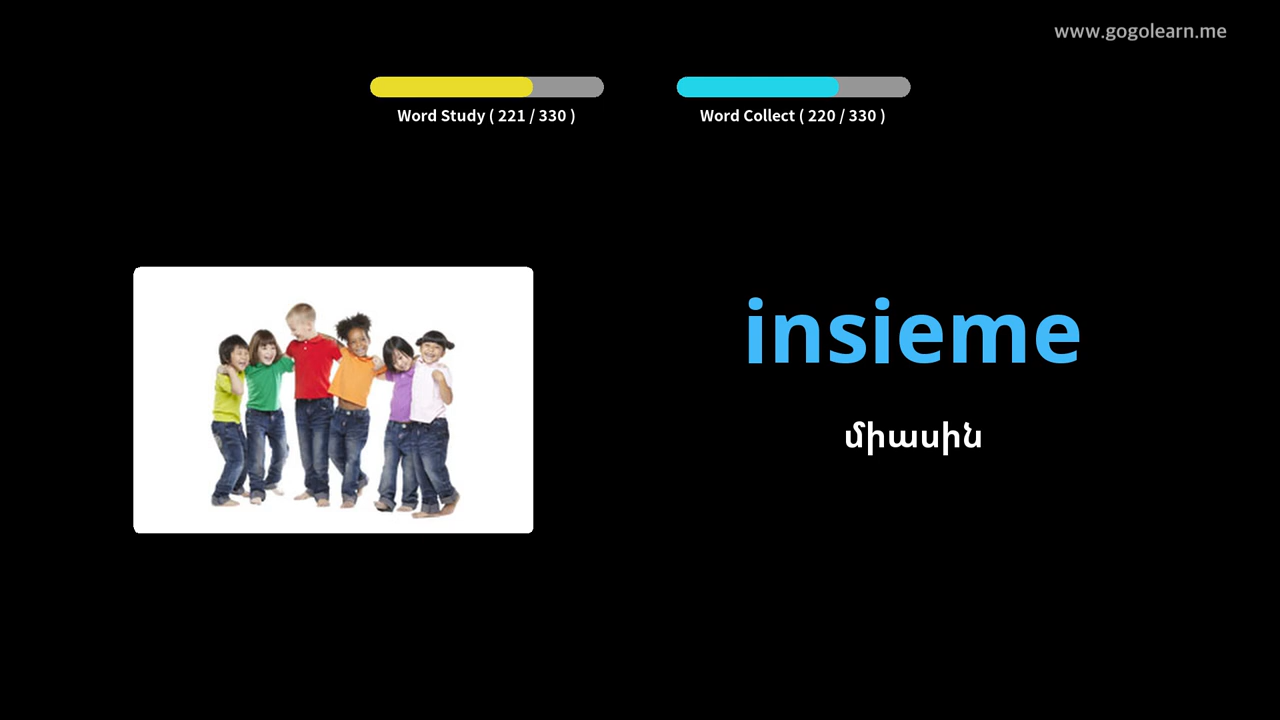 www.gogolearn.me
Word Study ( 221 / 330 )
Word Collect ( 220 / 330 )
insieme
միասին